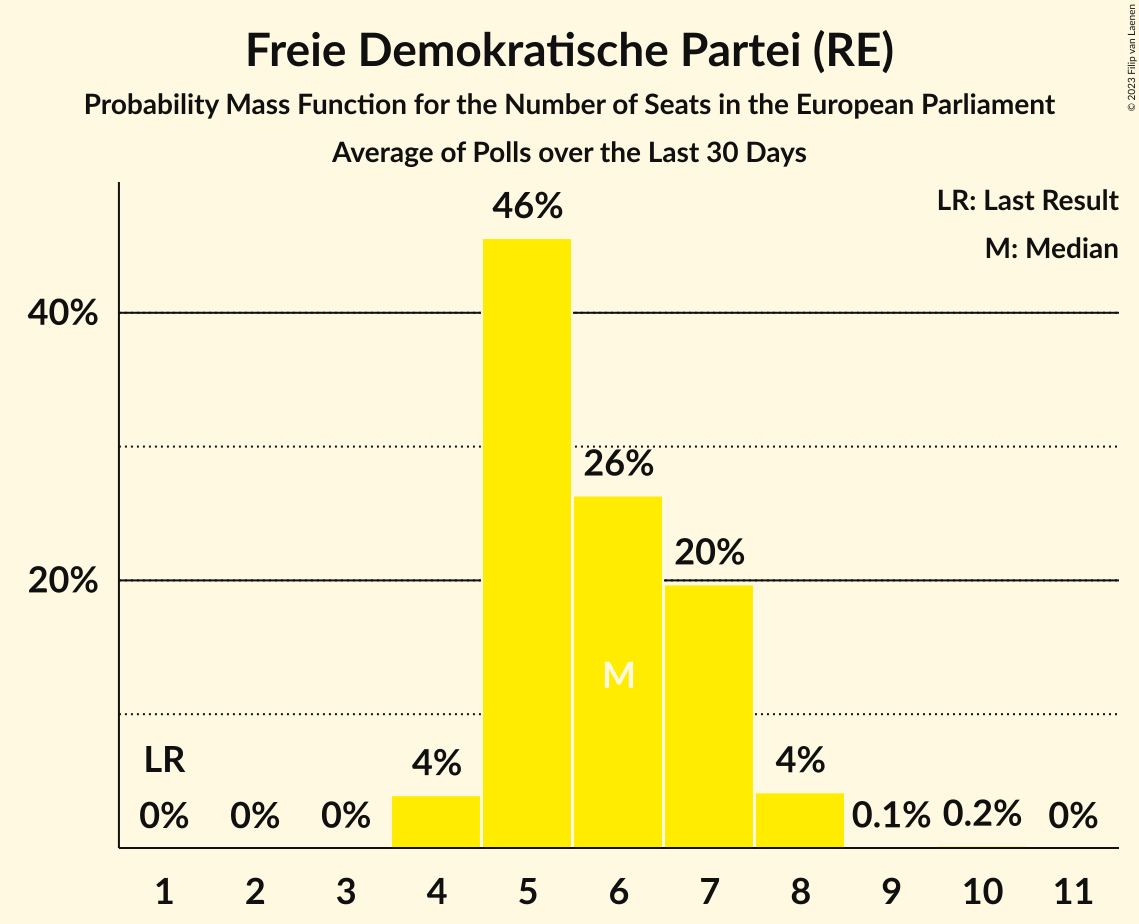 Freie Demokratische Partei (RE)
Probability Mass Function for the Number of Seats in the European Parliament
Average of Polls over the Last 30 Days
© 2023 Filip van Laenen
LR: Last Result
M: Median
46%
40%
26%
20%
20%
M
LR
4%
4%
0% 0% 0% 0.1% 0.2% 0%
1 2 3 4 5 6 7 8 9 10 11